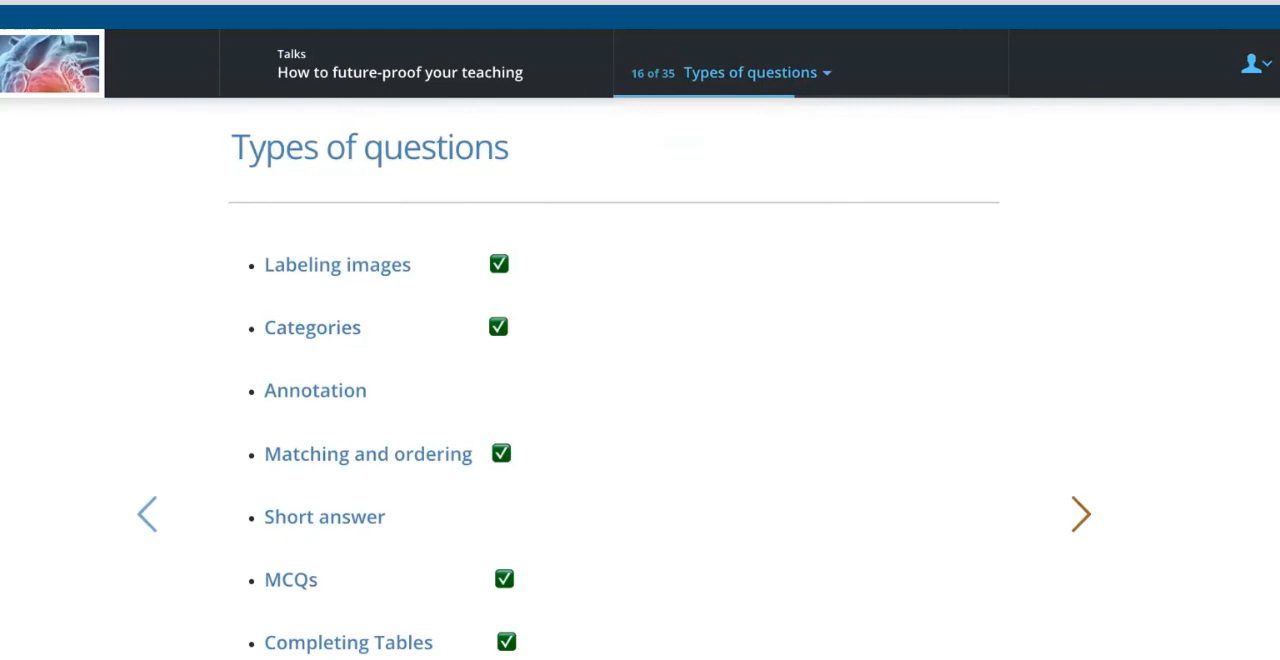 Talks
How to future-proof your teaching
16 of 35 Types of questions
Types of questions
• Labeling images ✅
• Categories ✅
• Annotation
• Matching and ordering ✅
• Short answer
• MCQs ✅
• Completing Tables ✅